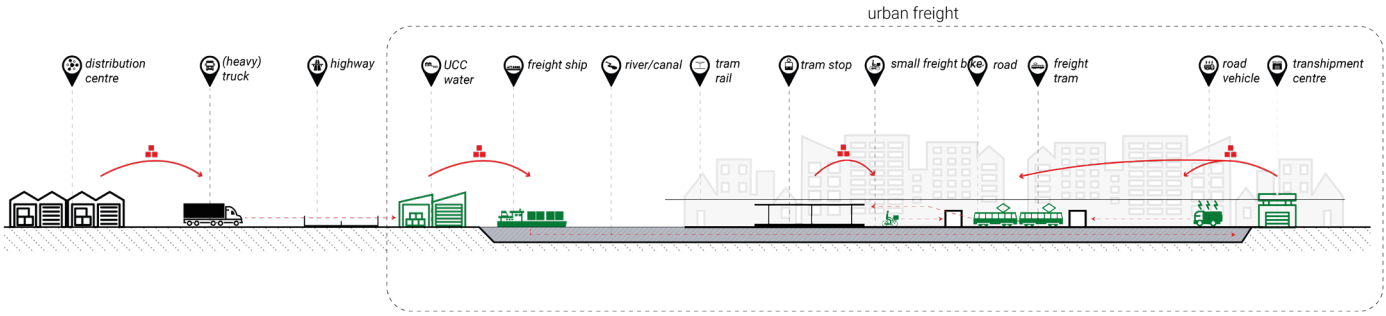 urban freight
distribution
centre
(heavy)
truck
highway
UCC
water
freight ship
river/canal
tram
rail
tram stop
small freight bike
road
freight
tram
road
vehicle
transhipment
centre